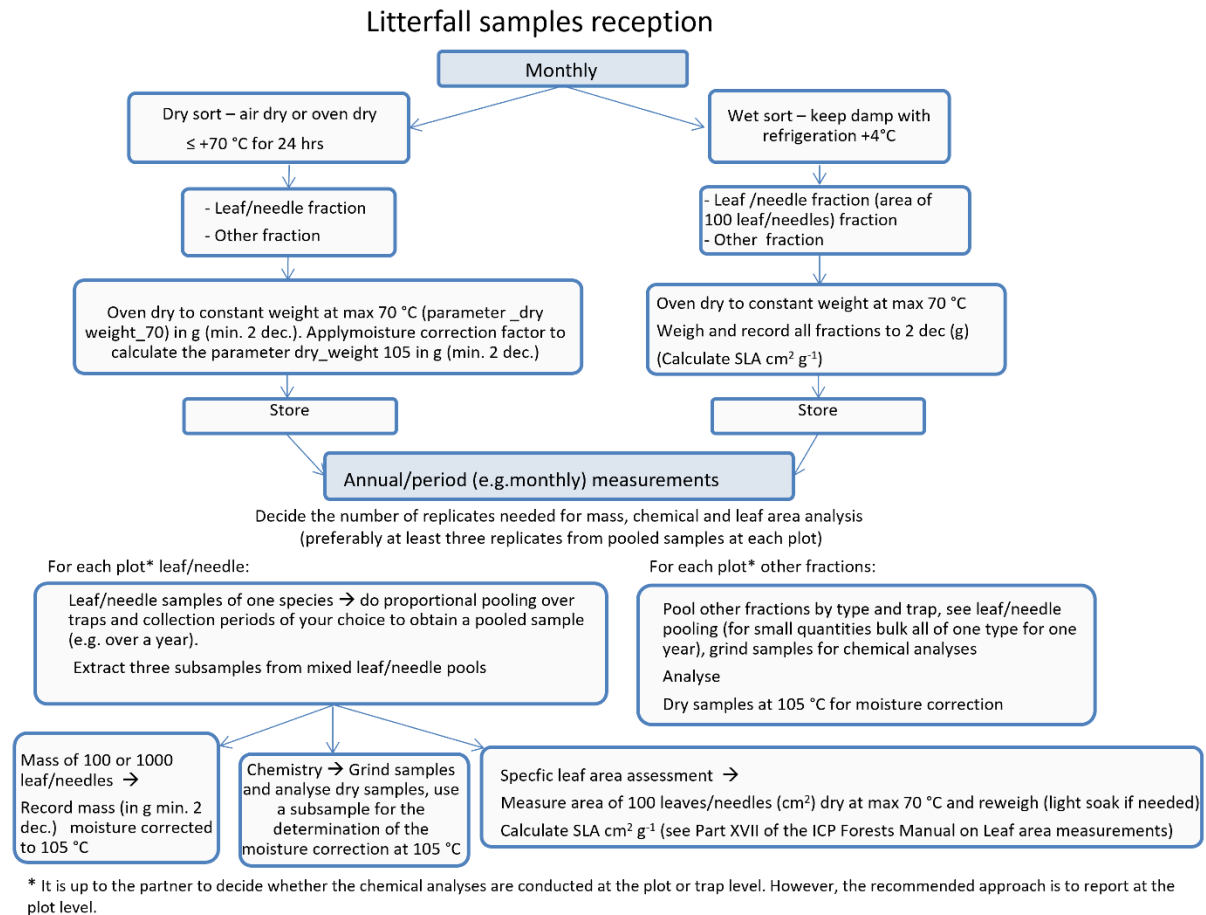 Litterfall samples reception
Monthly
Dry sort – air dry or oven dry
≤ +70 °C for 24 hrs
Wet sort – keep damp with
refrigeration +4°C
- Leaf/needle fraction
- Other fraction
- Leaf /needle fraction (area of
100 leaf/needles) fraction
- Other  fraction
Oven dry to constant weight at max 70 °C (parameter _dry
weight_70) in g (min. 2 dec.). Applymoisture correction factor to
calculate the parameter dry_weight 105 in g (min. 2 dec.)
Oven dry to constant weight at max 70 °C
Weigh and record all fractions to 2 dec (g)
(Calculate SLA cm² g⁻¹)
Store
Store
Annual/period (e.g.monthly) measurements
Decide the number of replicates needed for mass, chemical and leaf area analysis
(preferably at least three replicates from pooled samples at each plot)
For each plot* leaf/needle:
Leaf/needle samples of one species → do proportional pooling over
traps and collection periods of your choice to obtain a pooled sample
(e.g. over a year).
Extract three subsamples from mixed leaf/needle pools
For each plot* other fractions:
Pool other fractions by type and trap, see leaf/needle
pooling (for small quantities bulk all of one type for one
year), grind samples for chemical analyses
Analyse
Dry samples at 105 °C for moisture correction
Mass of 100 or 1000
leaf/needles →
Record mass (in g min. 2
dec.) moisture corrected
to 105 °C
Chemistry → Grind samples
and analyse dry samples, use
a subsample for the
determination of the
moisture correction at 105 °C
Specfic leaf area assessment →
Measure area of 100 leaves/needles (cm²) dry at max 70 °C and reweigh (light soak if needed)
Calculate SLA cm² g⁻¹ (see Part XVII of the ICP Forests Manual on Leaf area measurements)
* It is up to the partner to decide whether the chemical analyses are conducted at the plot or trap level. However, the recommended approach is to report at the
plot level.